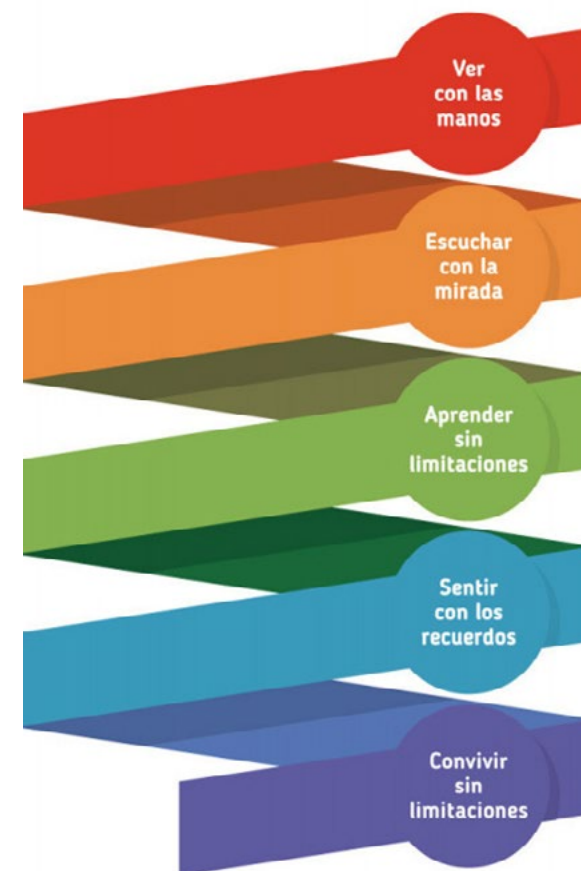 Ver
con las
manos
Escuchar
con la
mirada
Aprender
sin
limitaciones
Sentir
con los
recuerdos
Convivir
sin
limitaciones